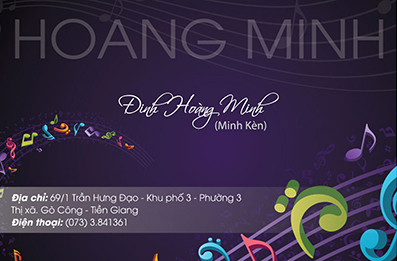 HOÀNG MINH
Đinh Hoàng Minh
(Minh Kèn)
Địa chỉ: 69/1 Trần Hưng Đạo - Khu phố 3 - Phường 3
Thị xã. Gò Công - Tiền Giang
Điện thoại: (073) 3.841361